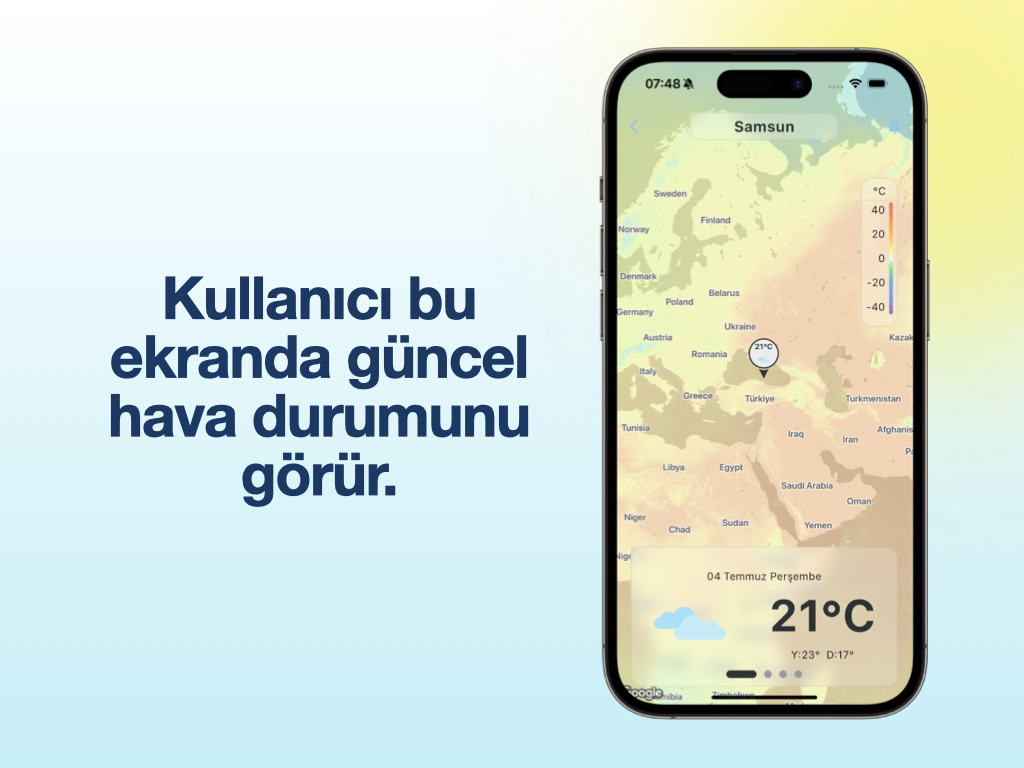 Kullanıcı bu
ekranda güncel
hava durumunu
görür.
07:48
Samsun
°C
40
20
0
-20
-40
Sweden
Finland
Norway
Denmark
Belarus
Poland
Germany
Ukraine
Austria
Kazak
21°C
Romania
Italy
Greece
Türkiye
Turkmenistan
Tunisia
Iraq
Iran
Afghanis
Libya
Egypt
Saudi Arabia
Oman
Niger
Chad
Sudan
Yemen
04 Temmuz Perşembe
21°C
Y:23° D:17°
Google